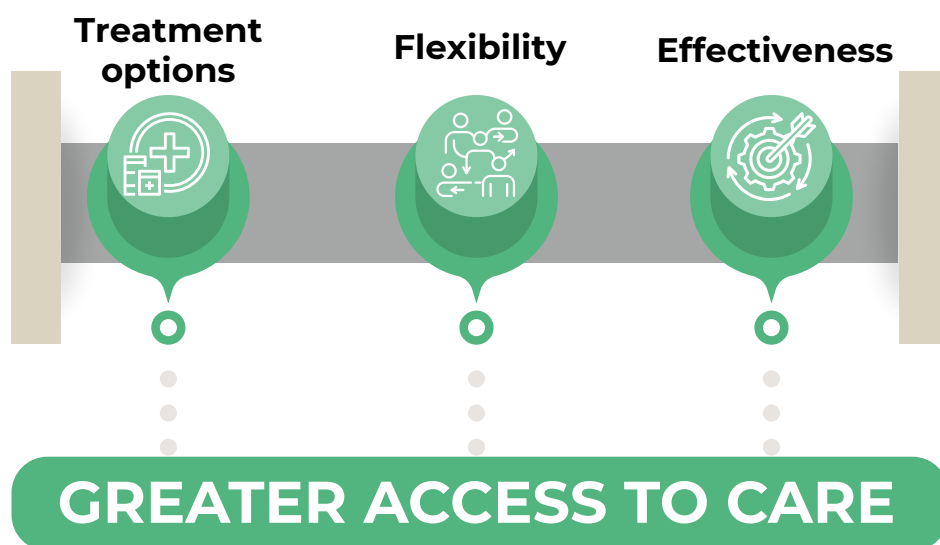 Treatment
options
Flexibility
Effectiveness
GREATER ACCESS TO CARE